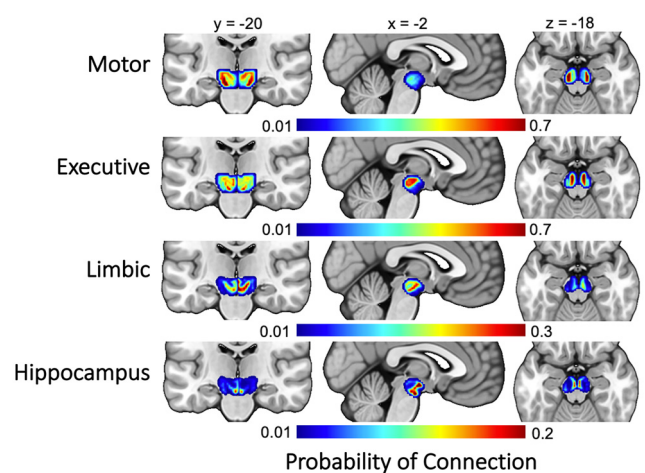 y = -20 x = -2 z = -18
Motor
0.01 0.7
Executive
0.01 0.7
Limbic
0.01 0.3
Hippocampus
0.01 0.2
Probability of Connection